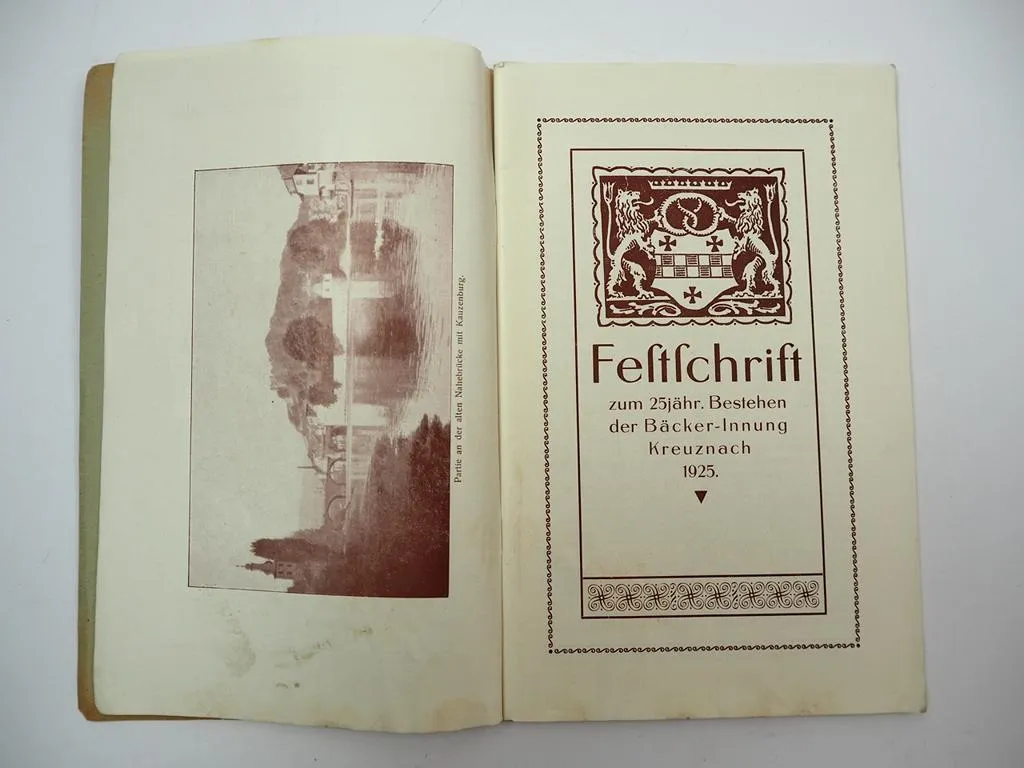 Partie an der alten Nahebrücke mit Kauzenburg.
Feſtſchrift
zum 25jähr. Bestehen
der Bäcker-Innung
Kreuznach
1925.